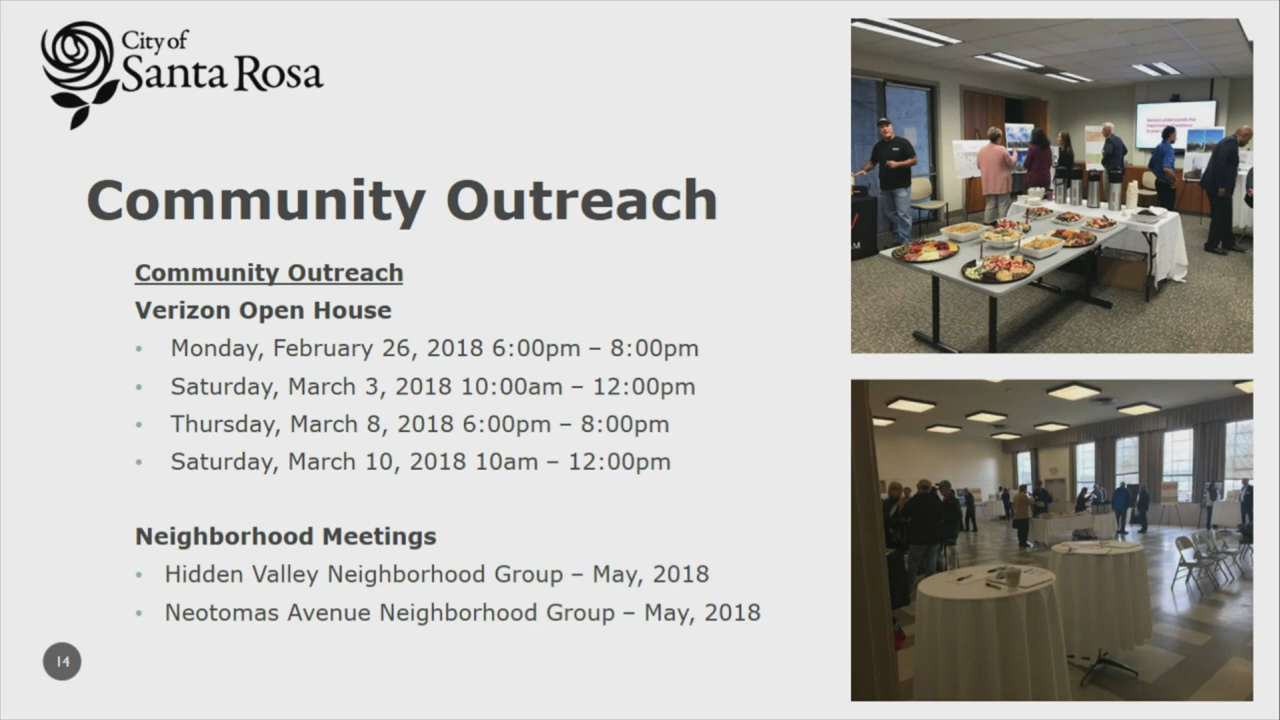 City of
Santa Rosa
Community Outreach
Community Outreach
Verizon Open House
• Monday, February 26, 2018 6:00pm – 8:00pm
• Saturday, March 3, 2018 10:00am – 12:00pm
• Thursday, March 8, 2018 6:00pm – 8:00pm
• Saturday, March 10, 2018 10am – 12:00pm
Neighborhood Meetings
• Hidden Valley Neighborhood Group – May, 2018
• Neotomas Avenue Neighborhood Group – May, 2018
14